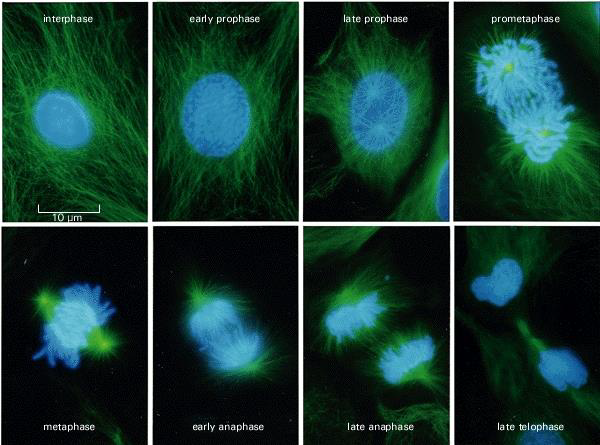 interphase
early prophase
late prophase
prometaphase
10 μm
metaphase
early anaphase
late anaphase
late telophase